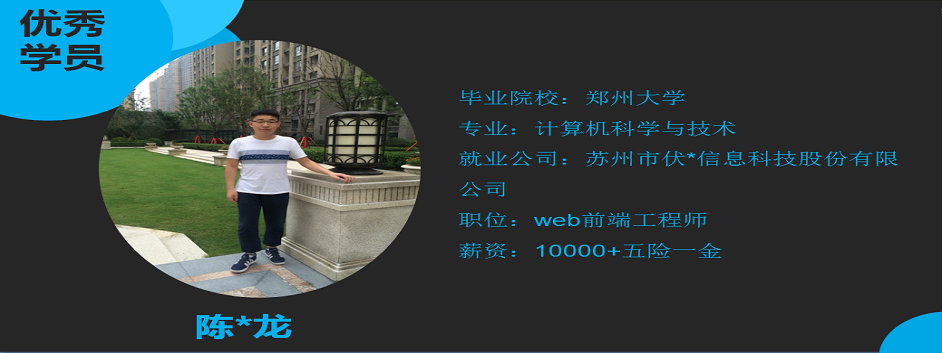 优秀
学员
毕业院校：郑州大学
专业：计算机科学与技术
就业公司：苏州市伏*信息科技股份有限
公司
职位：web前端工程师
薪资：10000+五险一金
陈*龙